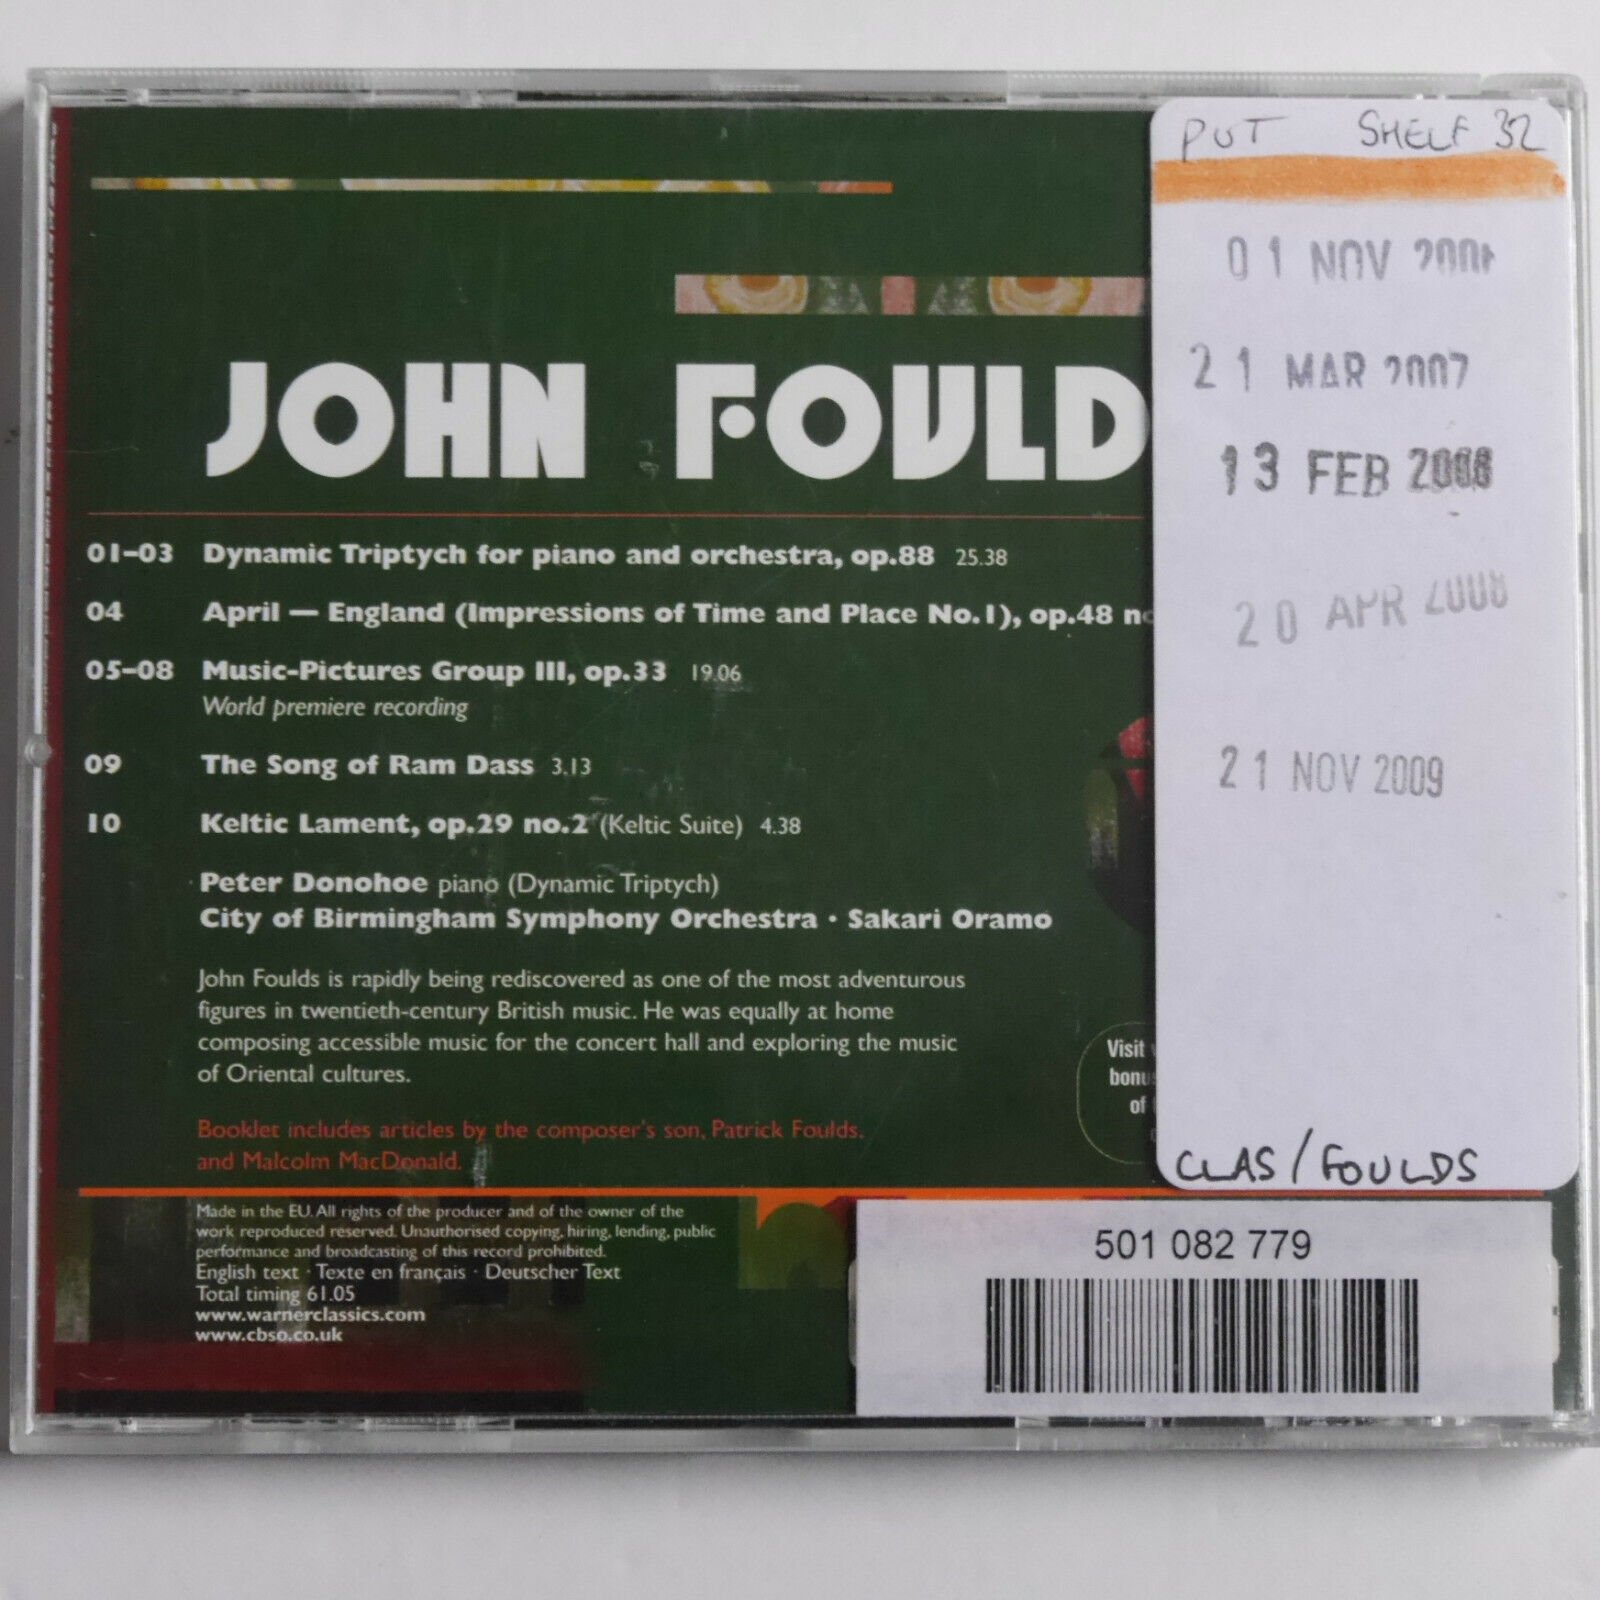 PUT SHELF 32
01 NOV
21 MAR 2007
13 FEB 2008
20 APR 2008
21 NOV 2009
CLAS/FOULDS
JOHN FOULD
01–03 Dynamic Triptych for piano and orchestra, op.88 25.38
04 April — England (Impressions of Time and Place No.1), op.48
05–08 Music-Pictures Group III, op.33 19.06
World premiere recording
09 The Song of Ram Dass 3.13
10 Keltic Lament, op.29 no.2 (Keltic Suite) 4.38
Peter Donohoe piano (Dynamic Triptych)
City of Birmingham Symphony Orchestra · Sakari Oramo
John Foulds is rapidly being rediscovered as one of the most adventurous
figures in twentieth-century British music. He was equally at home
composing accessible music for the concert hall and exploring the music
of Oriental cultures.
Booklet includes articles by the composer's son, Patrick Foulds.
and Malcolm MacDonald.
Visit
bonus
of
Made in the EU. All rights of the producer and of the owner of the
work reproduced reserved. Unauthorised copying, hiring, lending, public
performance and broadcasting of this record prohibited.
English text · Texte en français · Deutscher Text
Total timing 61.05
www.warnerclassics.com
www.cbso.co.uk
501 082 779